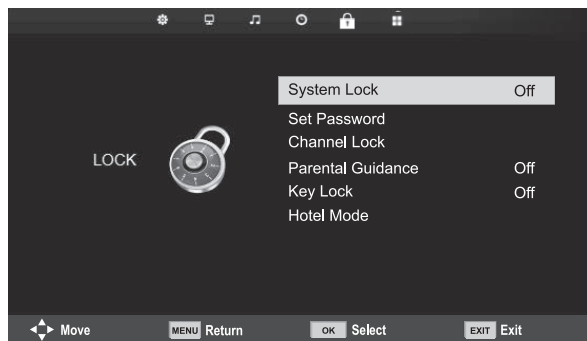 System Lock Off
Set Password
Channel Lock
LOCK
Parental Guidance Off
Key Lock Off
Hotel Mode
Move MENU Return OK Select EXIT Exit